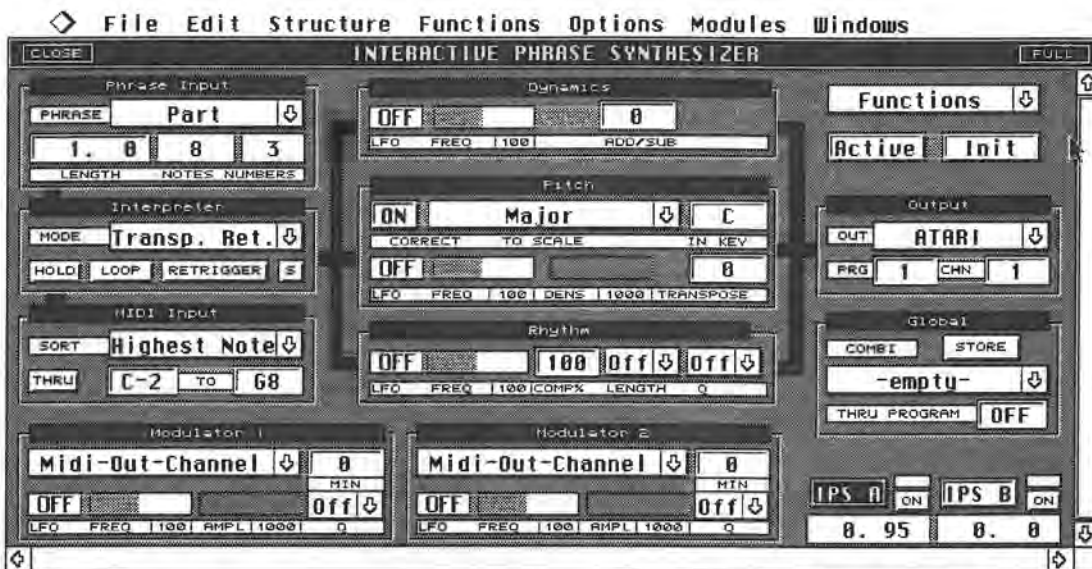 File Edit Structure Functions Options Modules Windows
CLOSE INTERACTIVE PHRASE SYNTHESIZER FULL
Phrase Input
PHRASE Part
1. 0 8 3
LENGTH NOTES NUMBERS
Interpreter
MODE Transp. Ret.
HOLD LOOP RETRIGGER S
MIDI Input
SORT Highest Note
THRU C-2 TO G8
Dynamics
OFF 0
LFO FREQ |100| ADD/SUB
Pitch
ON Major C
CORRECT TO SCALE IN KEY
OFF 0
LFO FREQ |100| DENS |1000|TRANSPOSE
Rhythm
OFF 100 Off Off
LFO FREQ |100|COMP% LENGTH Q
Functions
Active Init
Output
OUT ATARI
PRG 1 CHN 1
Global
COMBI STORE
-empty-
THRU PROGRAM OFF
Modulator 1
Midi-Out-Channel 0
MIN
OFF Off
LFO FREQ |100| AMPL |1000| Q
Modulator 2
Midi-Out-Channel 0
MIN
OFF Off
LFO FREQ |100| AMPL |1000| Q
IPS A ON IPS B ON
0. 95 0. 0